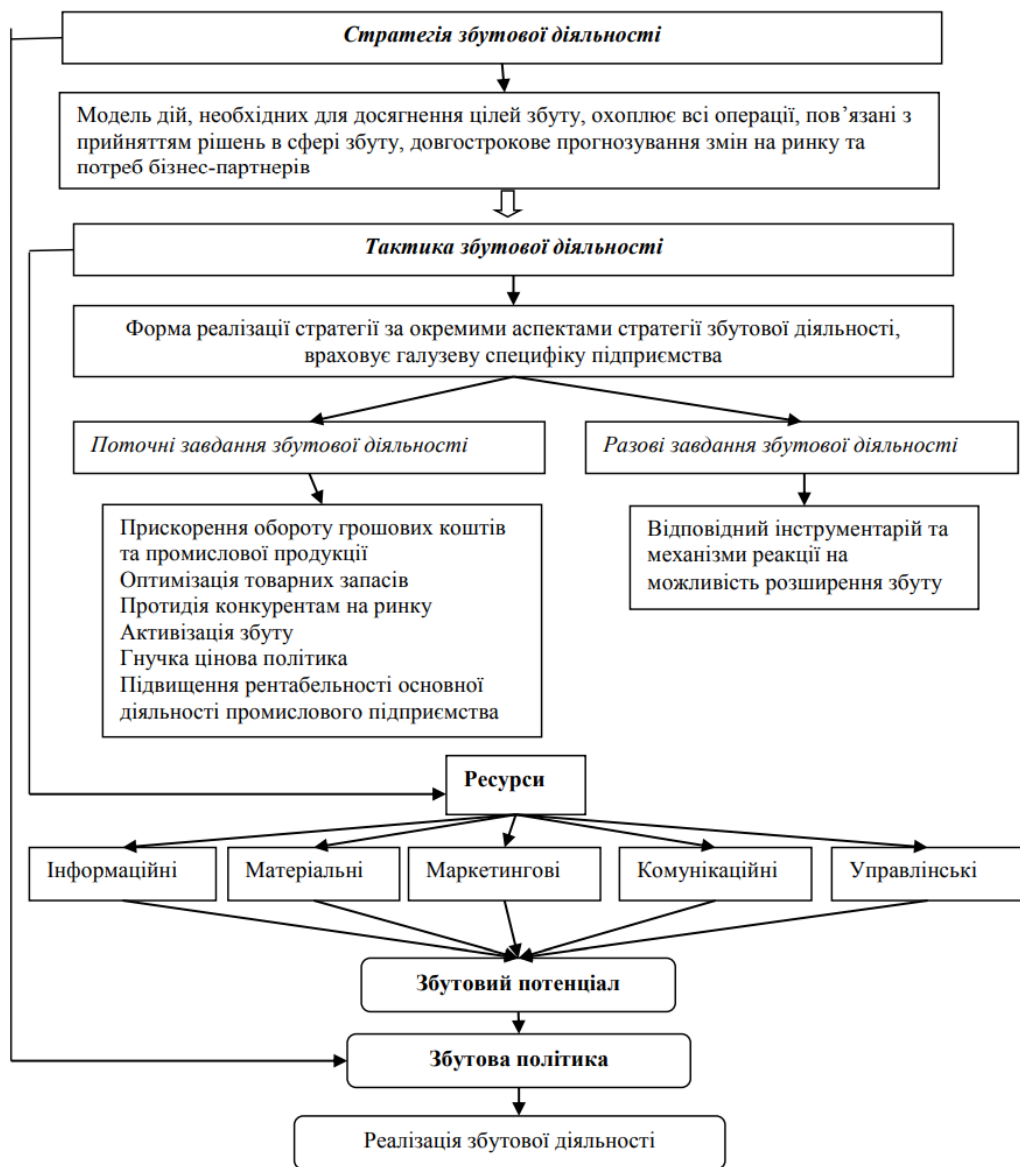 Стратегія збутової діяльності
Модель дій, необхідних для досягнення цілей збуту, охоплює всі операції, пов’язані з
прийняттям рішень в сфері збуту, довгострокове прогнозування змін на ринку та
потреб бізнес-партнерів
Тактика збутової діяльності
Форма реалізації стратегії за окремими аспектами стратегії збутової діяльності,
враховує галузеву специфіку підприємства
Поточні завдання збутової діяльності
Разові завдання збутової діяльності
Прискорення обороту грошових коштів
та промислової продукції
Оптимізація товарних запасів
Протидія конкурентам на ринку
Активізація збуту
Гнучка цінова політика
Підвищення рентабельності основної
діяльності промислового підприємства
Відповідний інструментарій та
механізми реакції на
можливість розширення збуту
Ресурси
Інформаційні
Матеріальні
Маркетингові
Комунікаційні
Управлінські
Збутовий потенціал
Збутова політика
Реалізація збутової діяльності